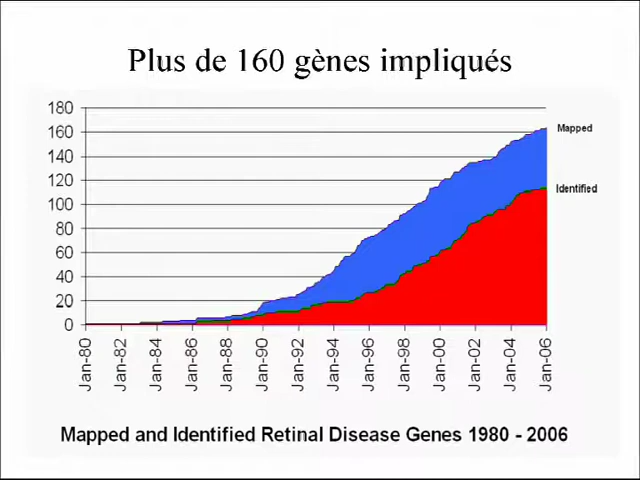 Plus de 160 gènes impliqués
180
160
140
120
100
80
60
40
20
0
Mapped
Identified
Jan-80
Jan-82
Jan-84
Jan-86
Jan-88
Jan-90
Jan-92
Jan-94
Jan-96
Jan-98
Jan-00
Jan-02
Jan-04
Jan-06
Mapped and Identified Retinal Disease Genes 1980 - 2006